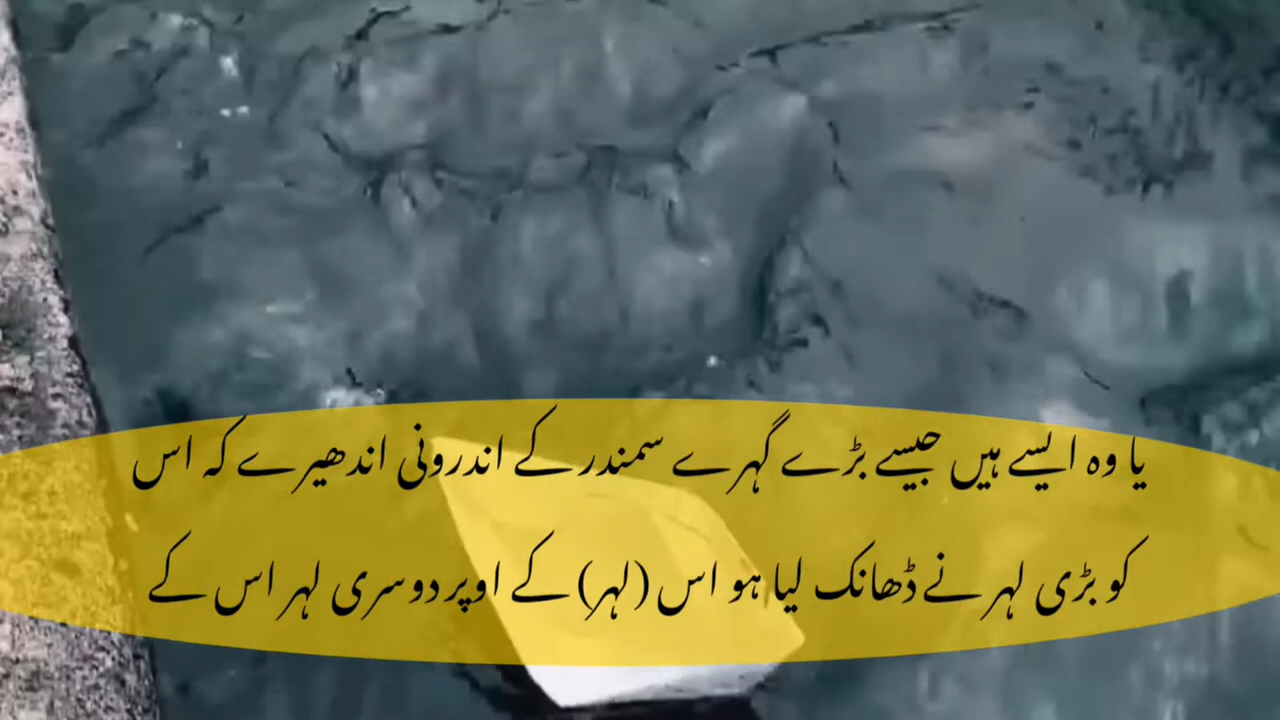 یا وہ ایسے ہیں جیسے بڑے گہرے سمندر کے اندرونی اندھیرے کہ اس
کو بڑی لہر نے ڈھانک لیا ہو اس (لہر) کے اوپر دوسری لہر اس کے